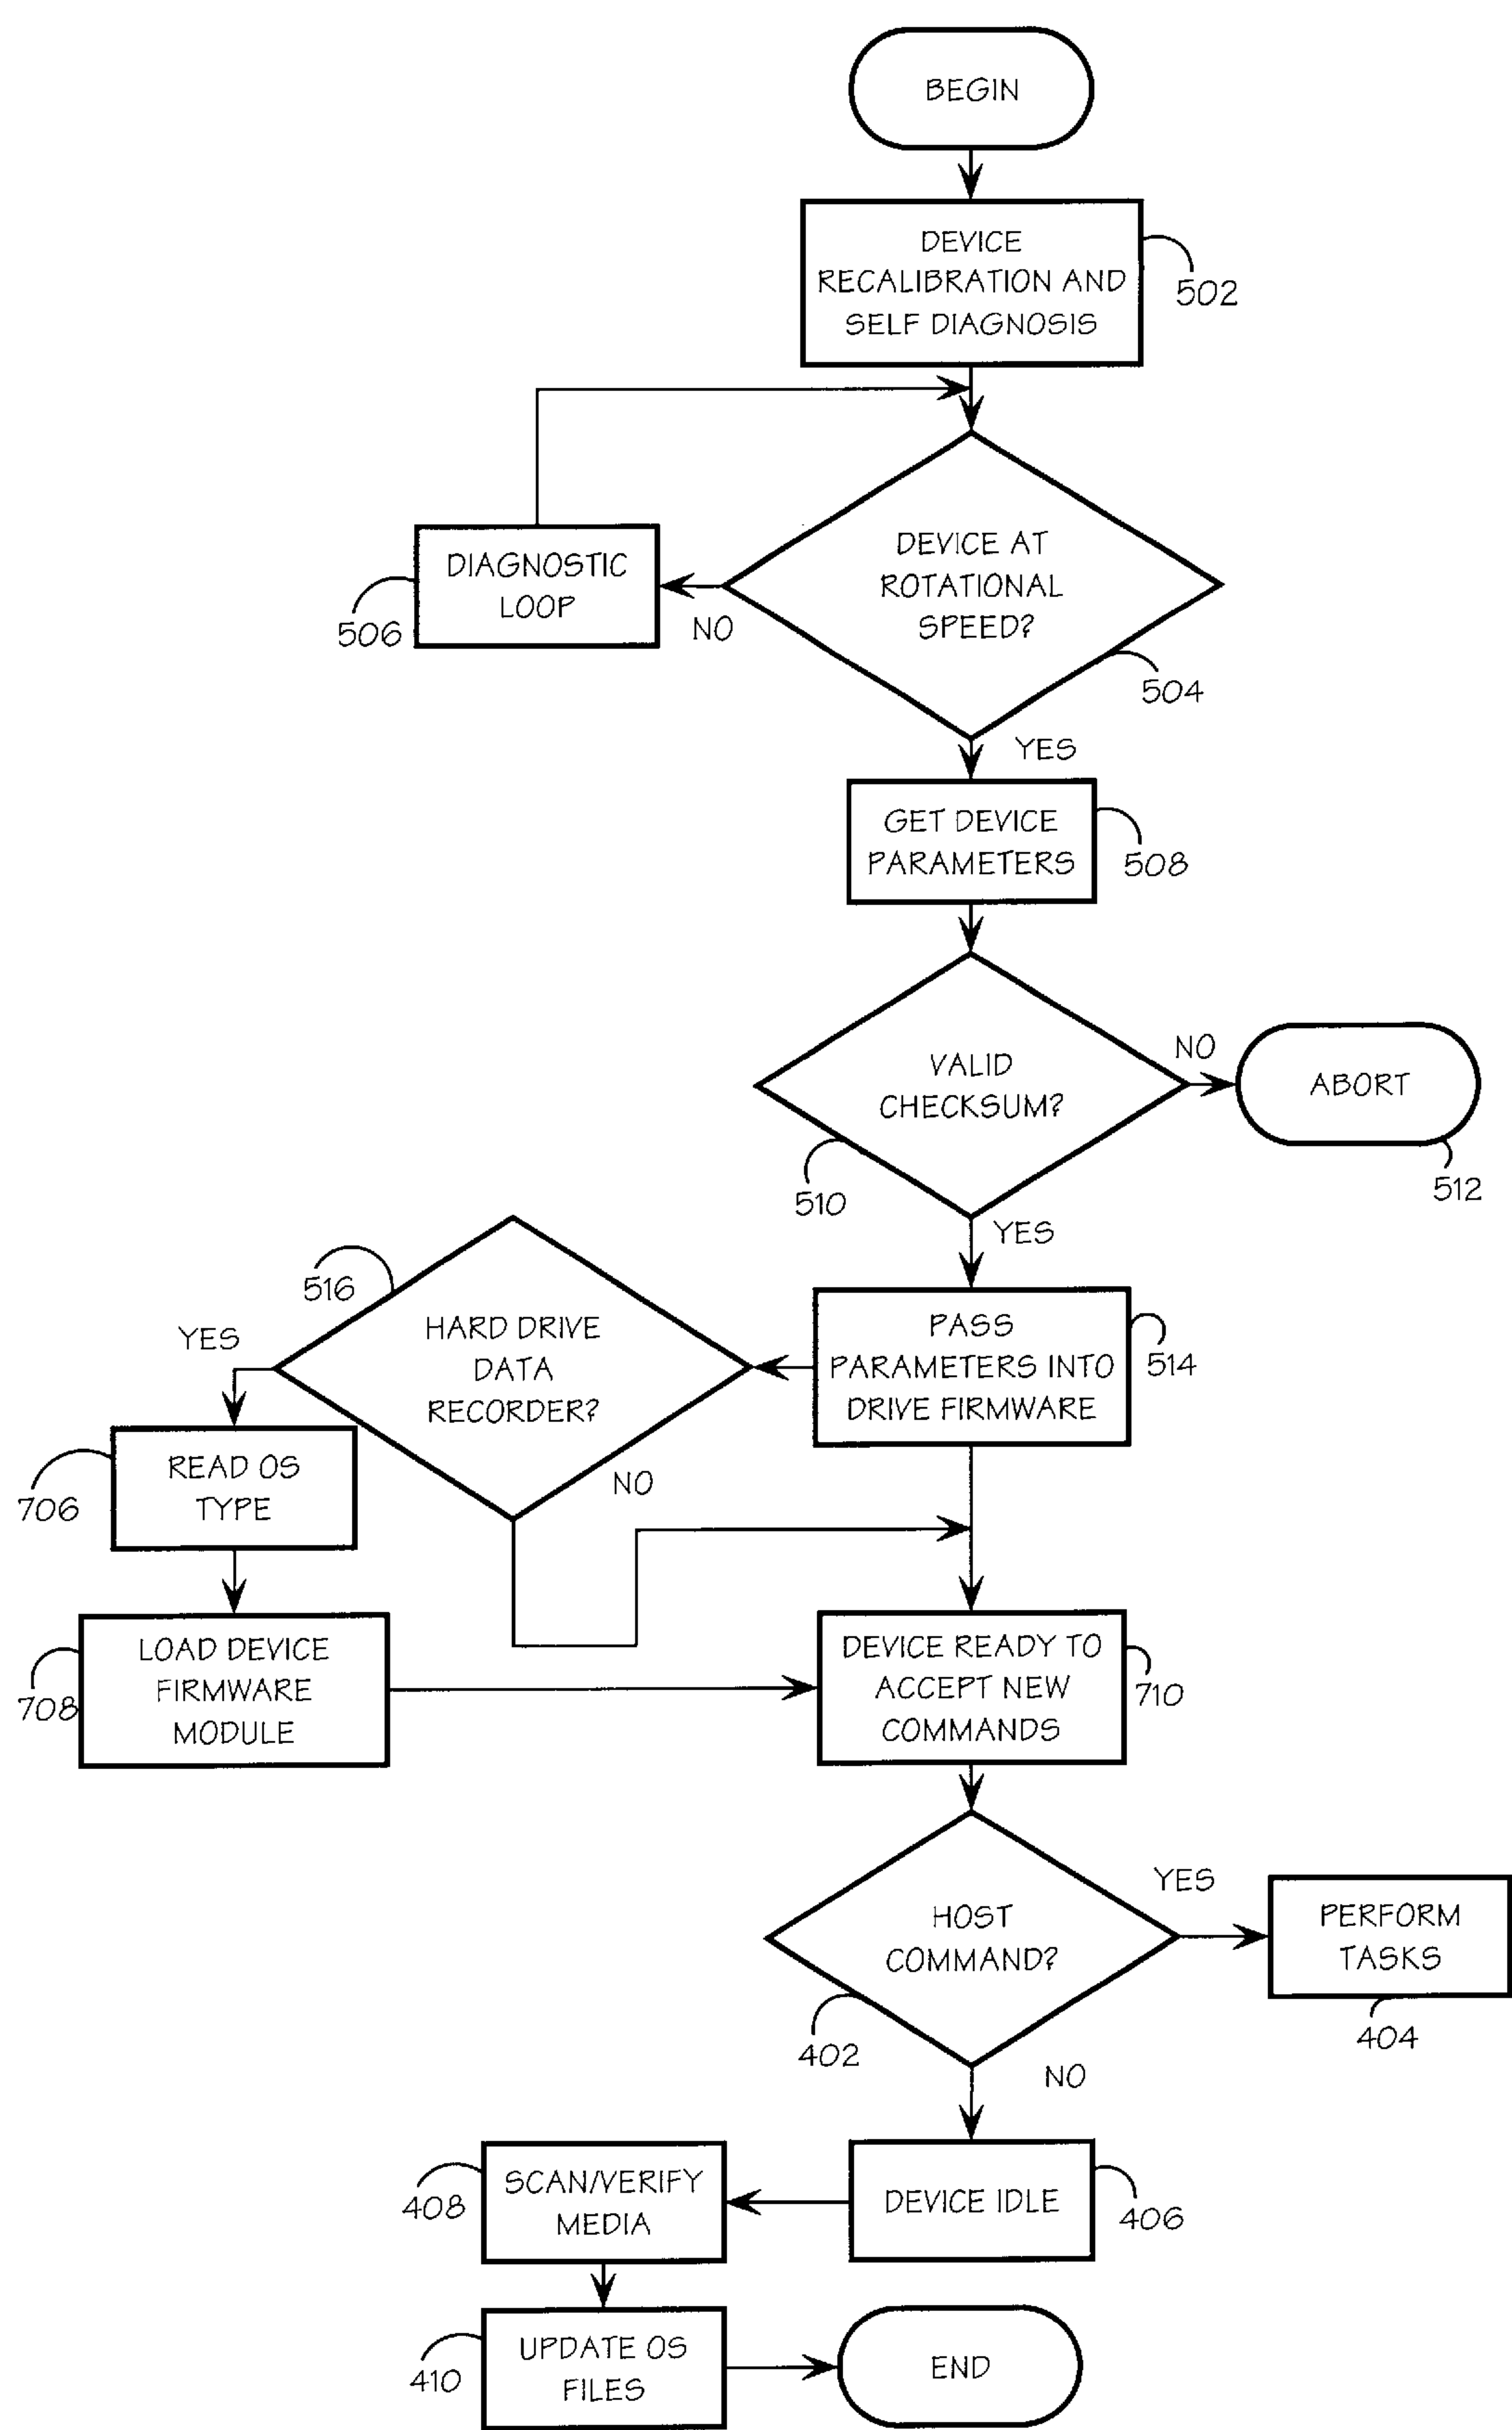 BEGIN
DEVICE
RECALIBRATION AND
SELF DIAGNOSIS
502
DEVICE AT
ROTATIONAL
SPEED?
504
NO
DIAGNOSTIC
LOOP
506
YES
GET DEVICE
PARAMETERS
508
VALID
CHECKSUM?
510
NO
ABORT
512
YES
PASS
PARAMETERS INTO
DRIVE FIRMWARE
514
516
HARD DRIVE
DATA
RECORDER?
YES
NO
READ OS
TYPE
706
LOAD DEVICE
FIRMWARE
MODULE
708
DEVICE READY TO
ACCEPT NEW
COMMANDS
710
HOST
COMMAND?
402
YES
PERFORM
TASKS
404
NO
DEVICE IDLE
406
SCAN/VERIFY
MEDIA
408
UPDATE OS
FILES
410
END